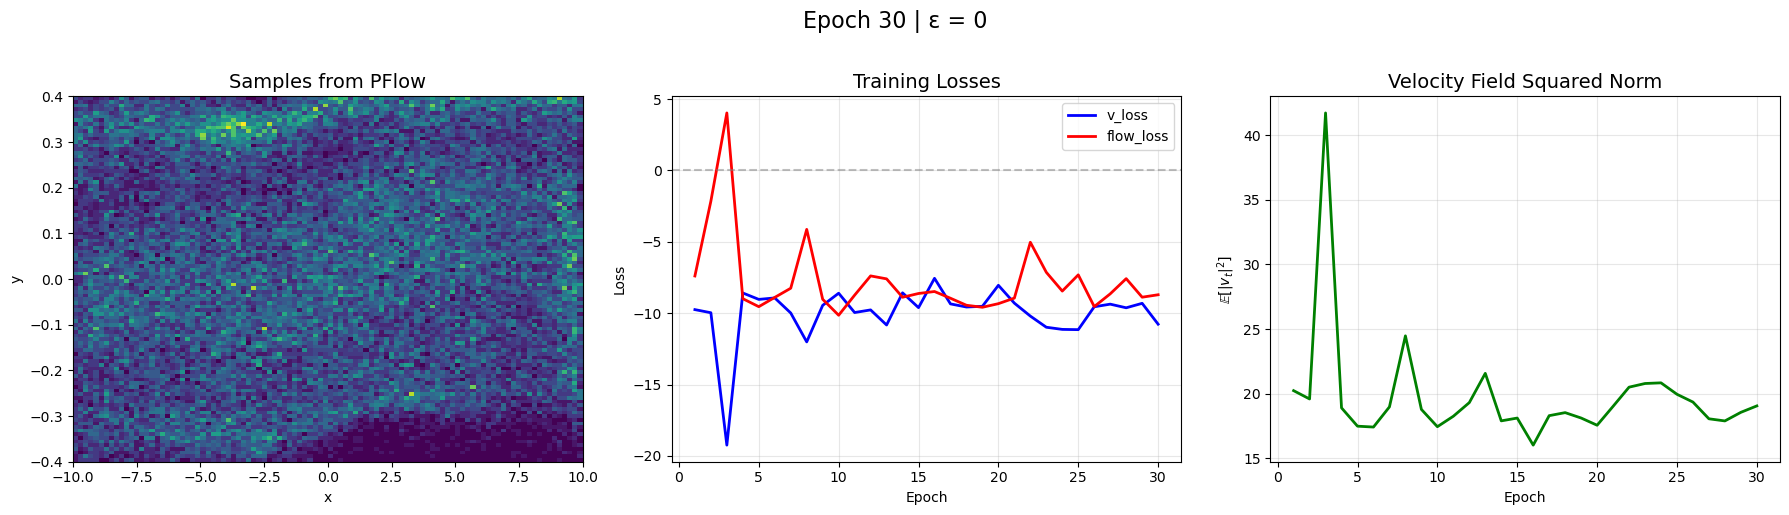 Epoch 30 | ε = 0
Samples from PFlow
0.4
0.3
0.2
0.1
0.0
−0.1
−0.2
−0.3
−0.4
y
−10.0 −7.5 −5.0 −2.5 0.0 2.5 5.0 7.5 10.0
x
Training Losses
v_loss
flow_loss
5
0
−5
−10
−15
−20
Loss
0 5 10 15 20 25 30
Epoch
Velocity Field Squared Norm
40
35
30
25
20
15
𝔼[|v_t|²]
0 5 10 15 20 25 30
Epoch